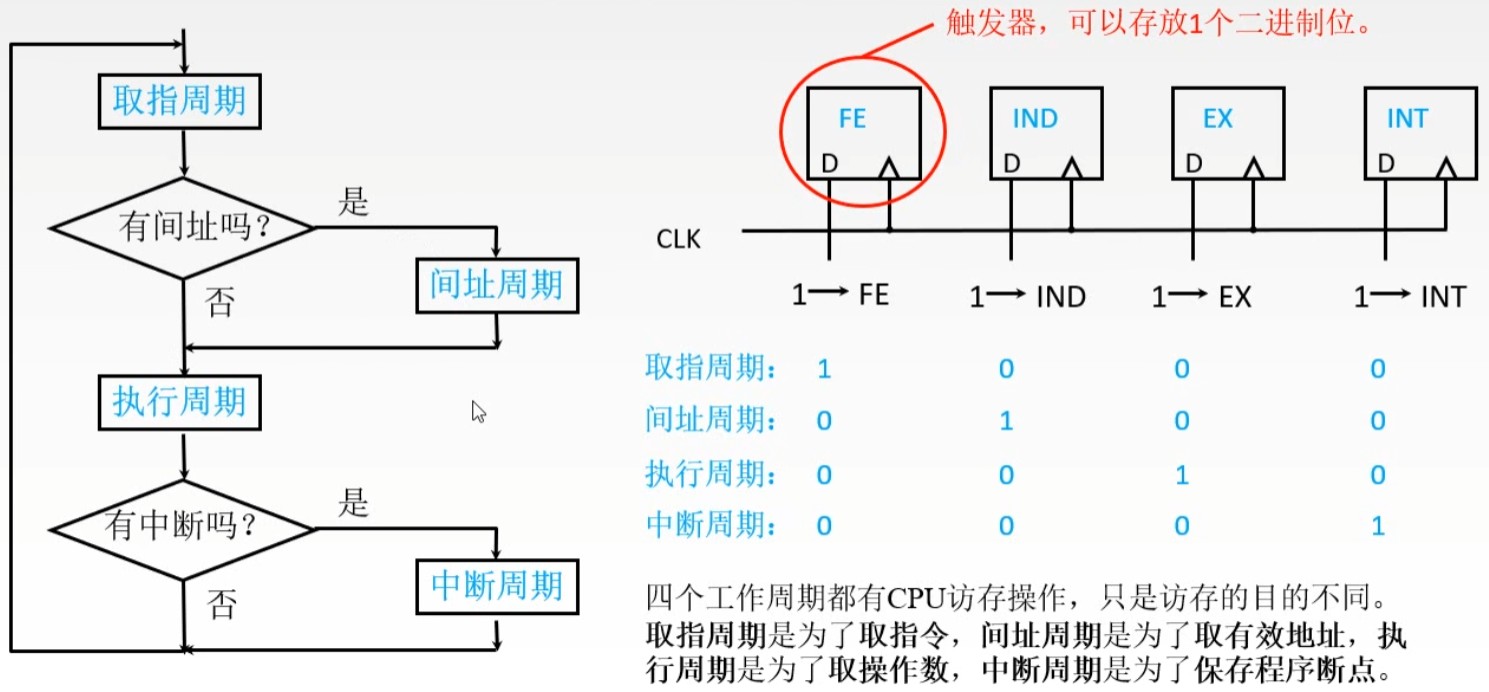 取指周期
有间址吗?
是
间址周期
否
执行周期
有中断吗?
是
中断周期
否
触发器，可以存放1个二进制位。
FE IND EX INT
D D D D
CLK
1→ FE 1→ IND 1→ EX 1→ INT
取指周期： 1 0 0 0
间址周期： 0 1 0 0
执行周期： 0 0 1 0
中断周期： 0 0 0 1
四个工作周期都有CPU访存操作，只是访存的目的不同。
取指周期是为了取指令，间址周期是为了取有效地址，执
行周期是为了取操作数，中断周期是为了保存程序断点。